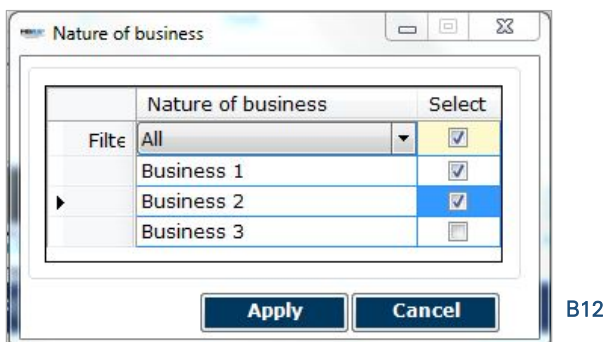 Nature of business
Nature of business Select
Filte All
Business 1
Business 2
Business 3
Apply Cancel
B12